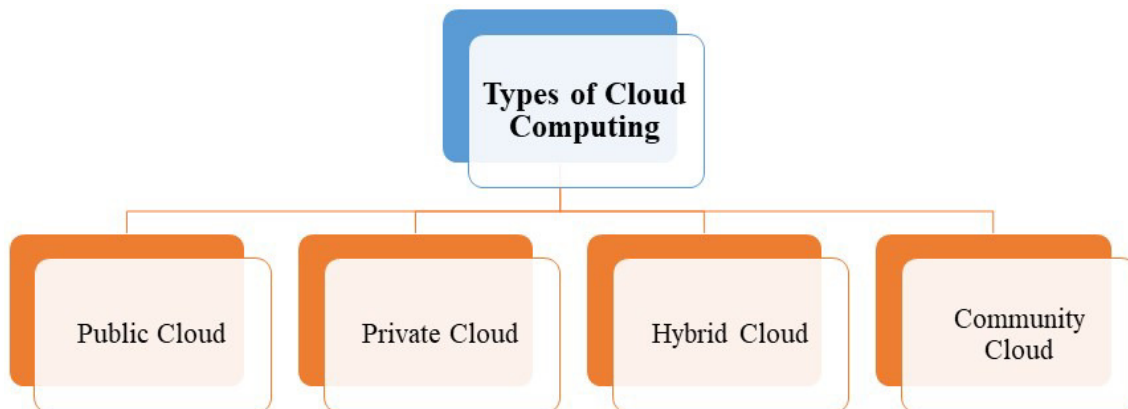 Types of Cloud
Computing
Public Cloud
Private Cloud
Hybrid Cloud
Community
Cloud